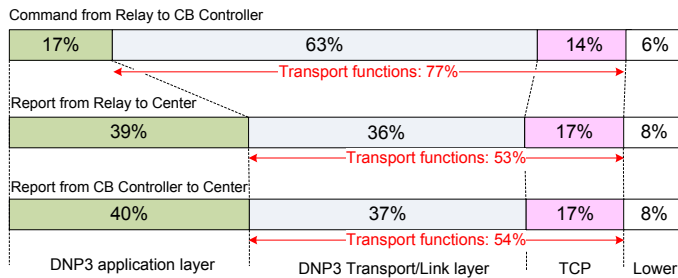 Command from Relay to CB Controller
17% 63% 14% 6%
Transport functions: 77%
Report from Relay to Center
39% 36% 17% 8%
Transport functions: 53%
Report from CB Controller to Center
40% 37% 17% 8%
Transport functions: 54%
DNP3 application layer DNP3 Transport/Link layer TCP Lower